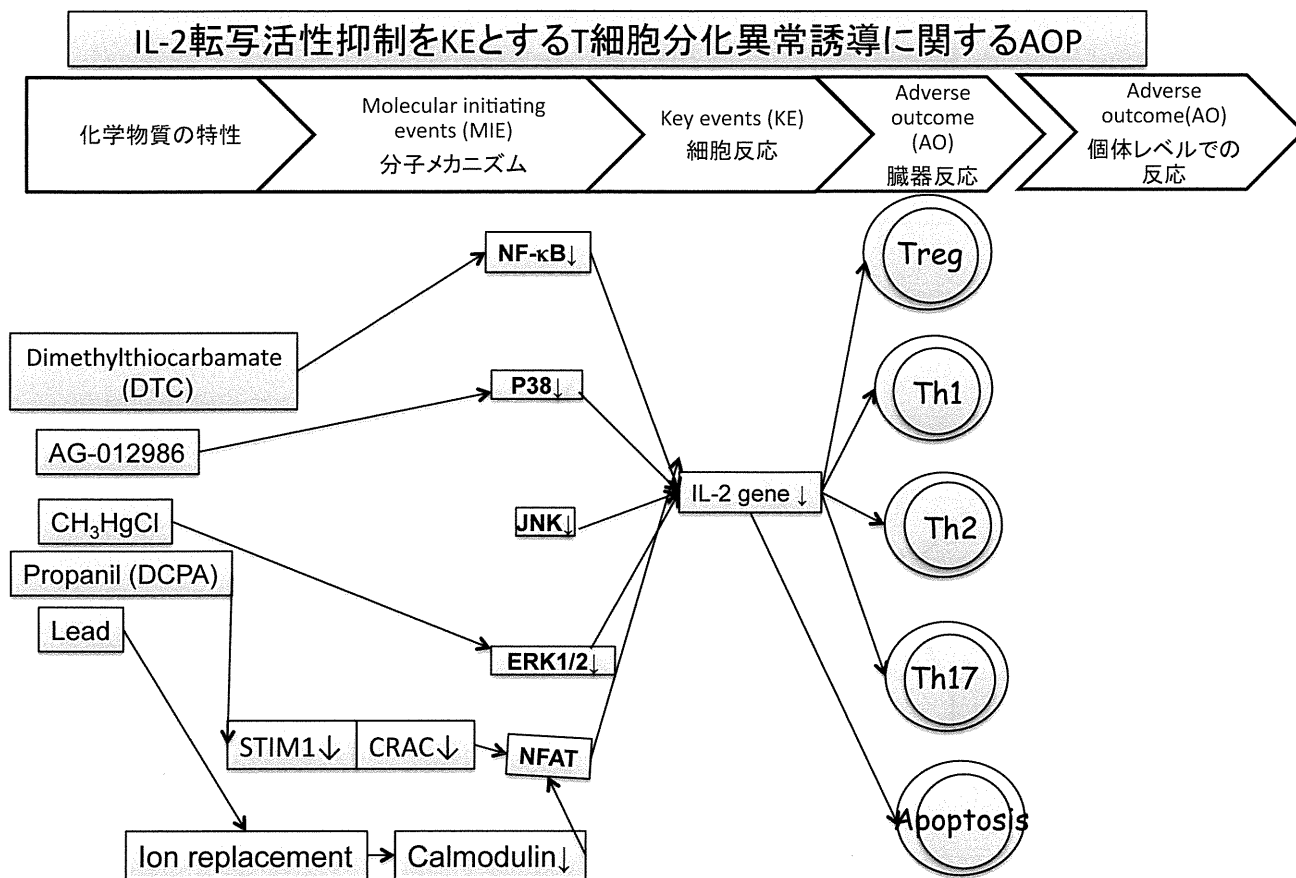 IL-2転写活性抑制をKEとするT細胞分化異常誘導に関するAOP
化学物質の特性
Molecular initiating
events (MIE)
分子メカニズム
Key events (KE)
細胞反応
Adverse
outcome
(AO)
臓器反応
Adverse
outcome(AO)
個体レベルでの
反応
NF-κB↓
Treg
Dimethylthiocarbamate
(DTC)
P38↓
Th1
AG-012986
IL-2 gene ↓
CH₃HgCl
JNK↓
Th2
Propanil (DCPA)
Lead
ERK1/2↓
Th17
STIM1↓
CRAC↓
NFAT
Apoptosis
Ion replacement
Calmodulin↓